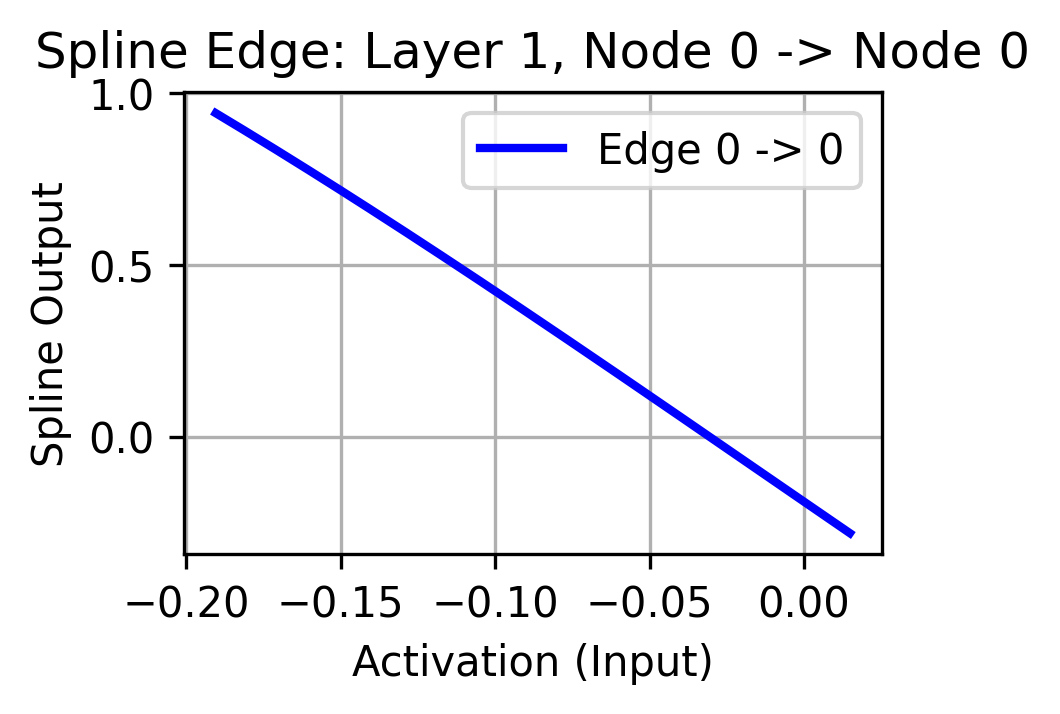 Spline Edge: Layer 1, Node 0 -> Node 0
Edge 0 -> 0
Spline Output
1.0
0.5
0.0
−0.20 −0.15 −0.10 −0.05 0.00
Activation (Input)